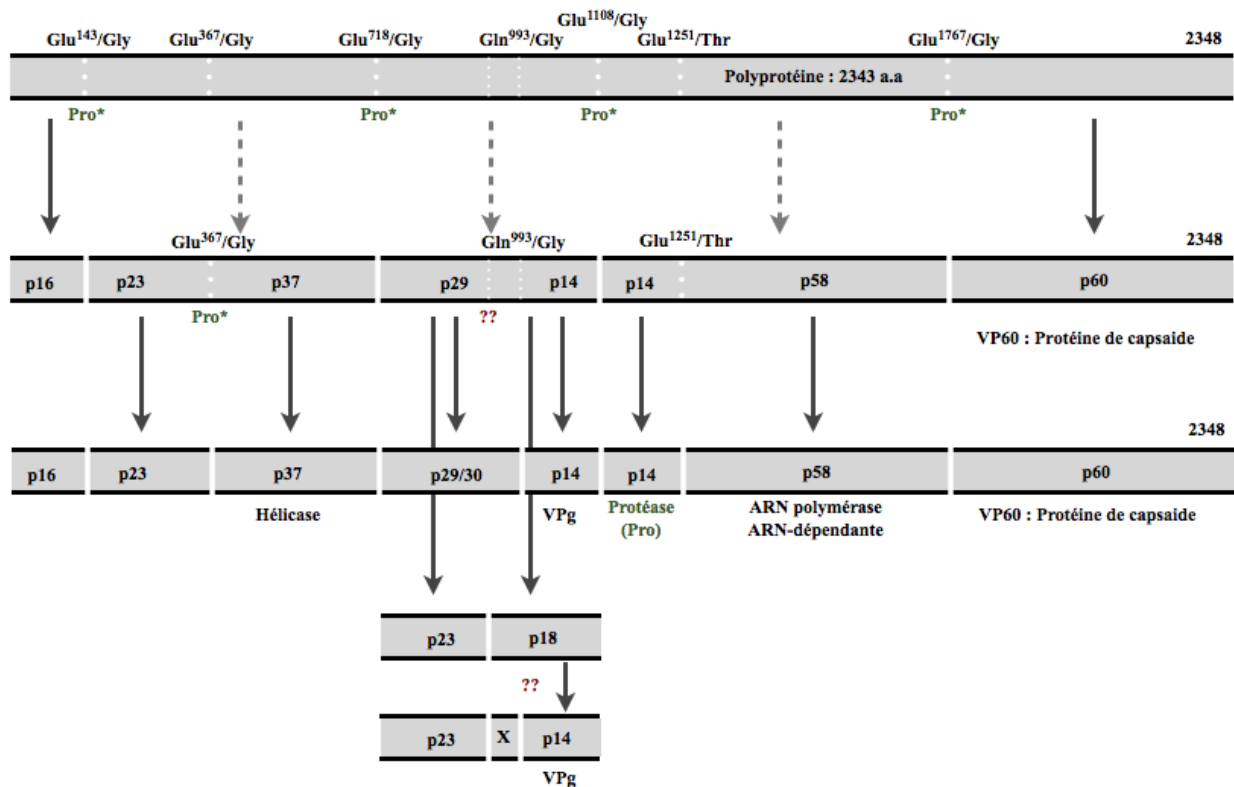 Glu¹¹⁰⁸/Gly
Glu¹⁴³/Gly Glu³⁶⁷/Gly Glu⁷¹⁸/Gly Gln⁹⁹³/Gly Glu¹²⁵¹/Thr Glu¹⁷⁶⁷/Gly 2348
Polyprotéine : 2343 a.a
Pro* Pro* Pro* Pro*
Glu³⁶⁷/Gly Gln⁹⁹³/Gly Glu¹²⁵¹/Thr 2348
p16 p23 p37 p29 p14 p14 p58 p60
Pro* ??
VP60 : Protéine de capsaide
2348
p16 p23 p37 p29/30 p14 p14 p58 p60
Hélicase VPg Protéase ARN polymérase VP60 : Protéine de capsaide
(Pro) ARN-dépendante
p23 p18
??
p23 X p14
VPg